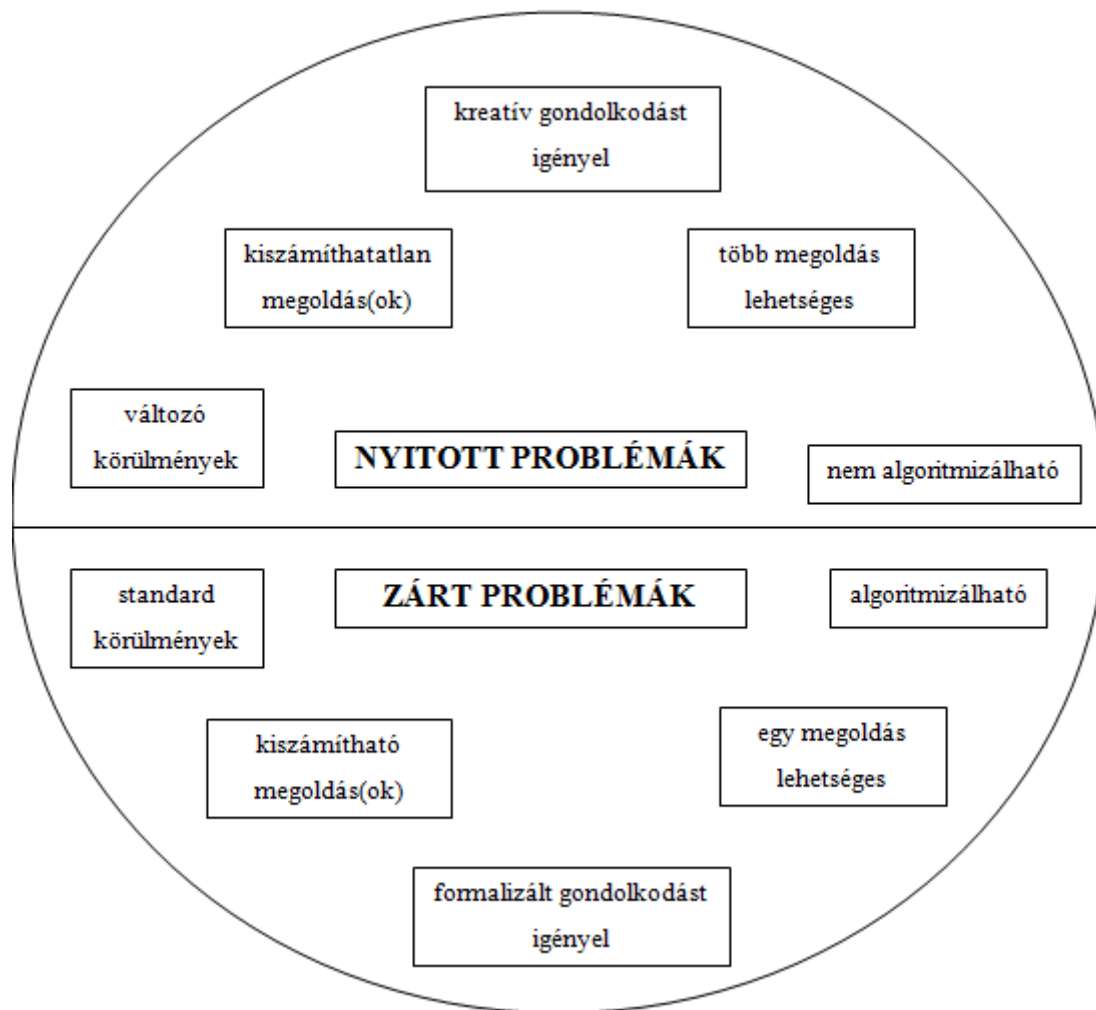 kreatív gondolkodást
igényel
kiszámíthatatlan
megoldás(ok)
több megoldás
lehetséges
változó
körülmények
NYITOTT PROBLÉMÁK
nem algoritmizálható
standard
körülmények
ZÁRT PROBLÉMÁK
algoritmizálható
kiszámítható
megoldás(ok)
egy megoldás
lehetséges
formalizált gondolkodást
igényel